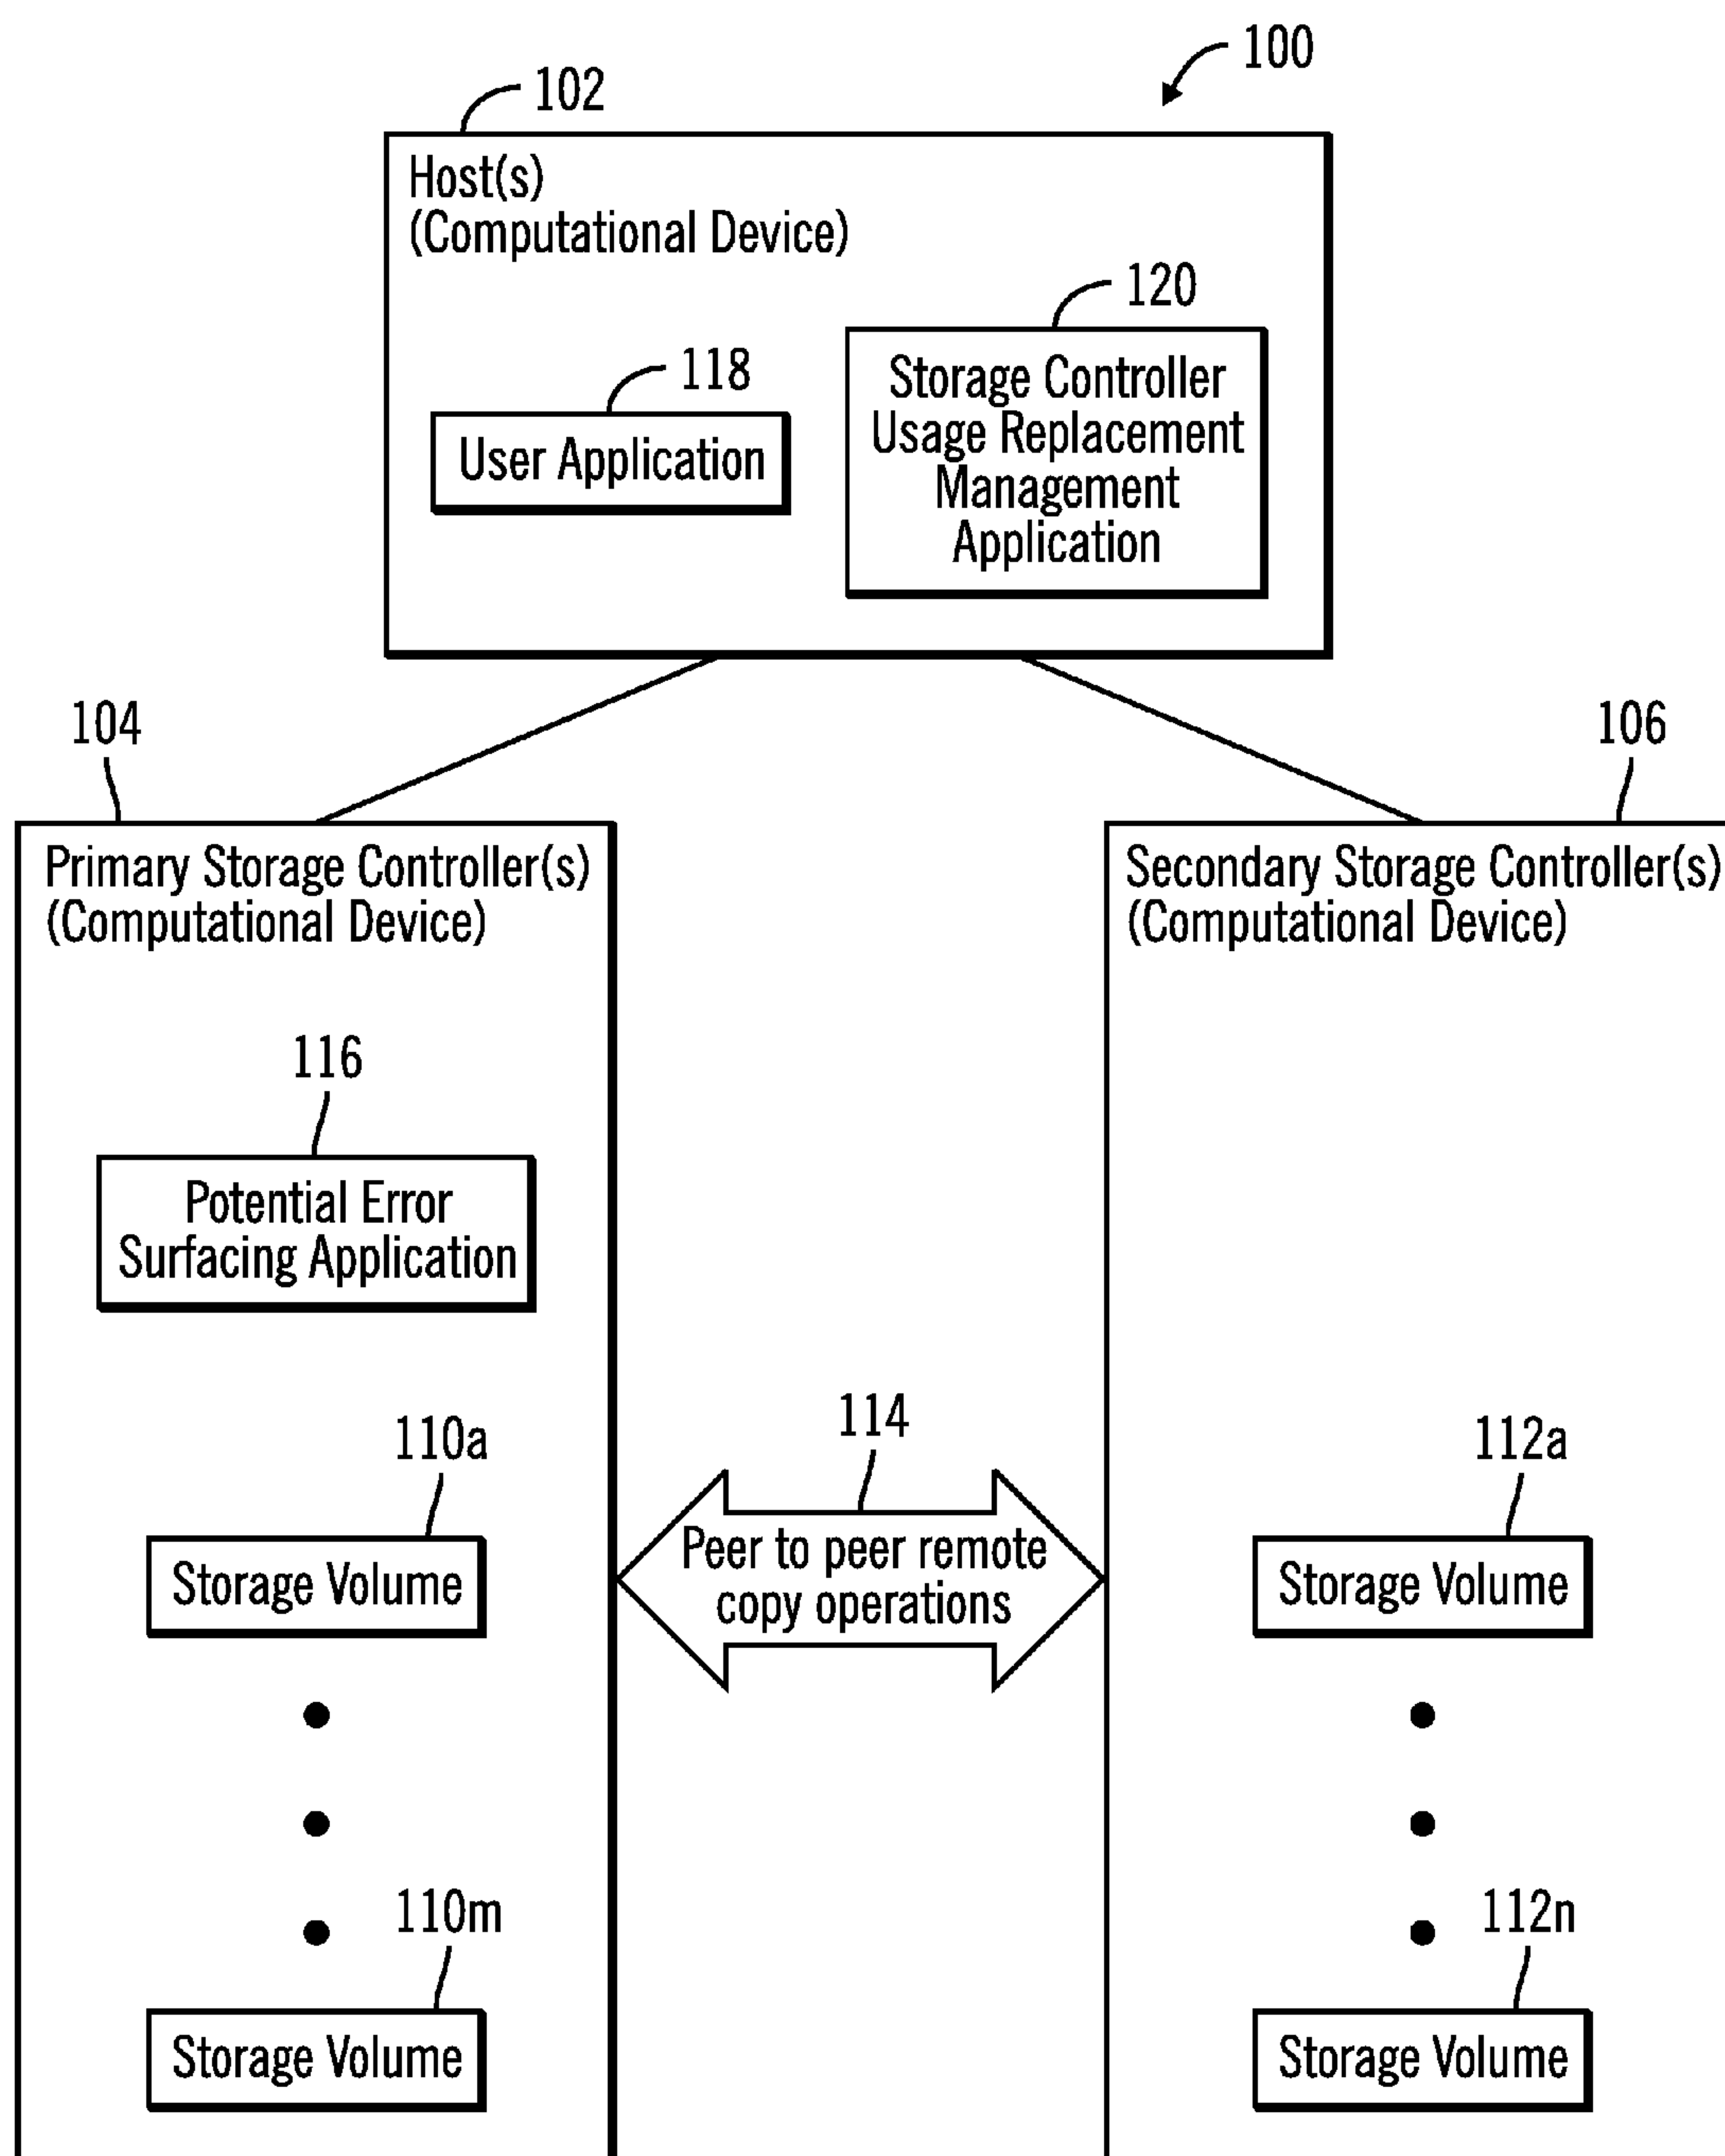 100
102
Host(s)
(Computational Device)
120
118
Storage Controller
Usage Replacement
Management
Application
User Application
104
106
Primary Storage Controller(s)
(Computational Device)
Secondary Storage Controller(s)
(Computational Device)
116
Potential Error
Surfacing Application
114
110a
112a
Peer to peer remote
copy operations
Storage Volume
Storage Volume
110m
112n
Storage Volume
Storage Volume